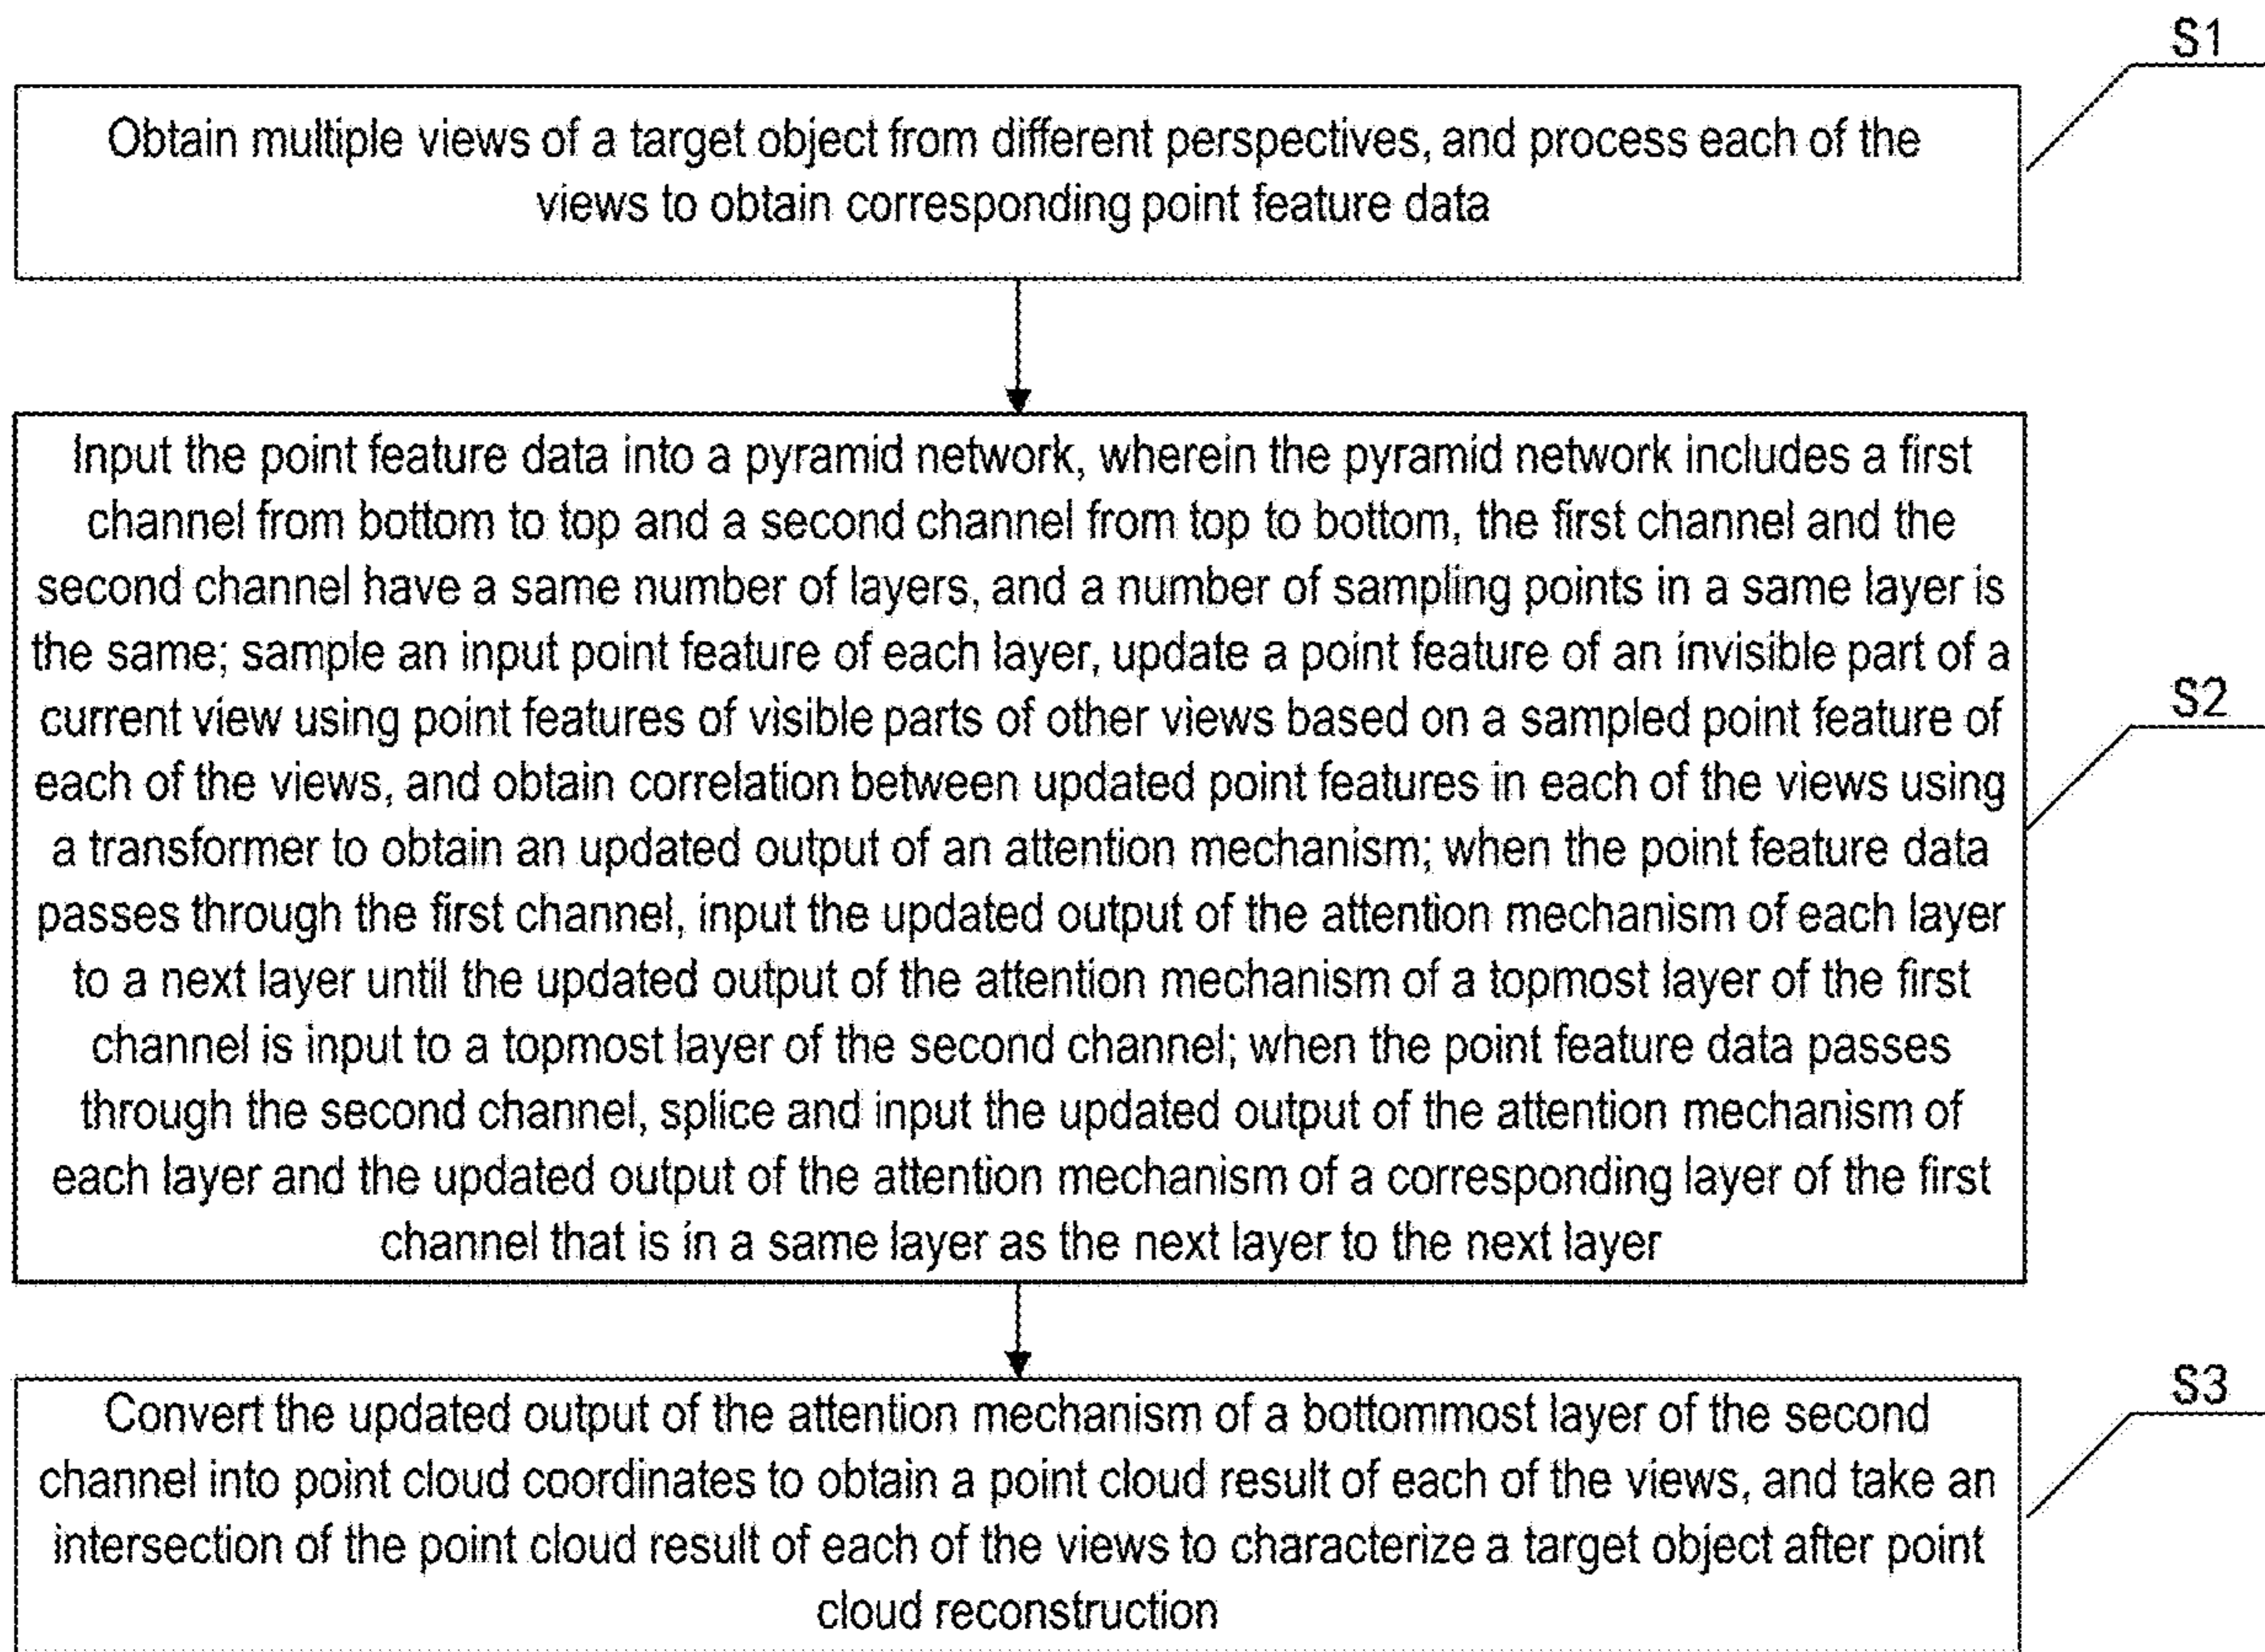 S1
Obtain multiple views of a target object from different perspectives, and process each of the
views to obtain corresponding point feature data
Input the point feature data into a pyramid network, wherein the pyramid network includes a first
channel from bottom to top and a second channel from top to bottom, the first channel and the
second channel have a same number of layers, and a number of sampling points in a same layer is
the same; sample an input point feature of each layer, update a point feature of an invisible part of a
current view using point features of visible parts of other views based on a sampled point feature of
S2
each of the views, and obtain correlation between updated point features in each of the views using
a transformer to obtain an updated output of an attention mechanism; when the point feature data
passes through the first channel, input the updated output of the attention mechanism of each layer
to a next layer until the updated output of the attention mechanism of a topmost layer of the first
channel is input to a topmost layer of the second channel; when the point feature data passes
through the second channel, splice and input the updated output of the attention mechanism of
each layer and the updated output of the attention mechanism of a corresponding layer of the first
channel that is in a same layer as the next layer to the next layer
S3
Convert the updated output of the attention mechanism of a bottommost layer of the second
channel into point cloud coordinates to obtain a point cloud result of each of the views, and take an
intersection of the point cloud result of each of the views to characterize a target object after point
cloud reconstruction